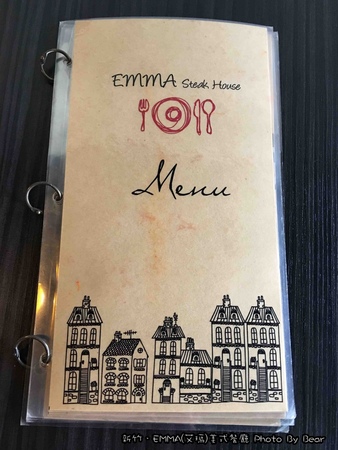 EMMA Steak House
Menu
新竹·EMMA(艾瑪)美式餐廳 Photo By Bear